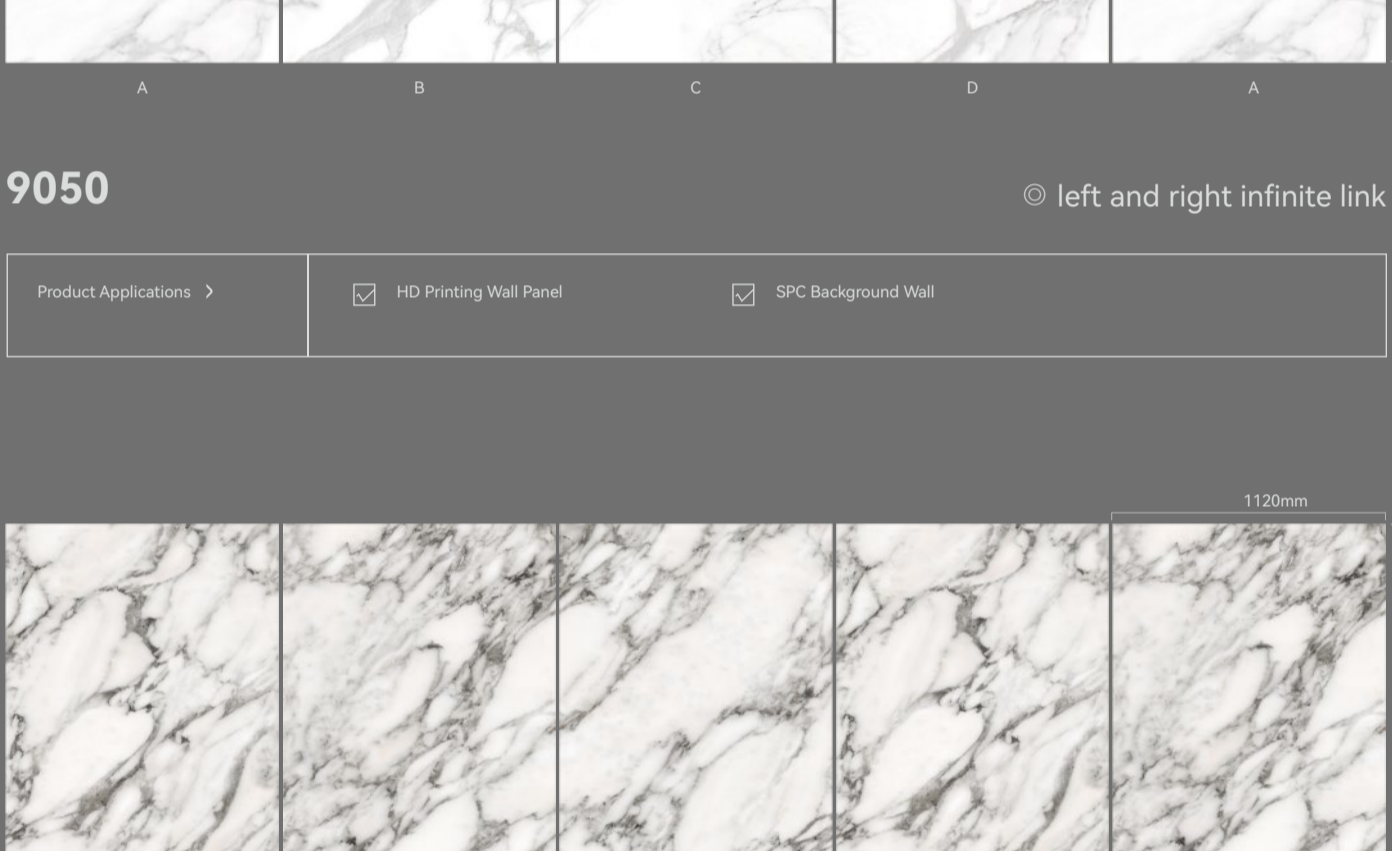 A B C D A
9050
left and right infinite link
Product Applications
HD Printing Wall Panel
SPC Background Wall
1120mm